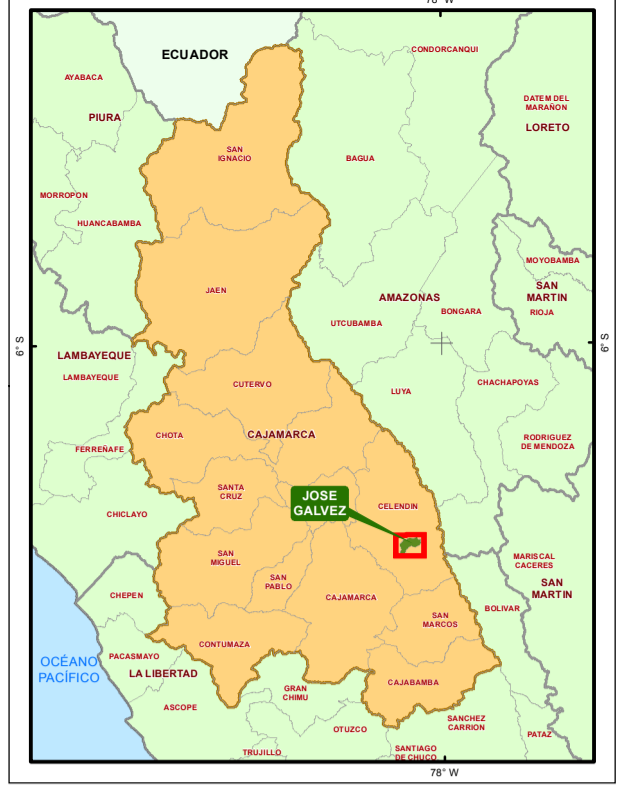 78° W
ECUADOR
CONDORCANQUI
AYABACA
DATEM DEL
MARAÑON
PIURA
LORETO
SAN
IGNACIO
BAGUA
MORROPON
HUANCABAMBA
MOYOBAMBA
SAN
MARTIN
JAEN
AMAZONAS
BONGARA
RIOJA
UTCUBAMBA
6° S
6° S
LAMBAYEQUE
LAMBAYEQUE
CUTERVO
LUYA
CHACHAPOYAS
CHOTA
CAJAMARCA
RODRIGUEZ
DE MENDOZA
FERREÑAFE
SANTA
CRUZ
JOSE
GALVEZ
CELENDIN
CHICLAYO
SAN
MIGUEL
MARISCAL
CACERES
SAN
PABLO
SAN
MARTIN
CHEPEN
CAJAMARCA
BOLIVAR
SAN
MARCOS
CONTUMAZA
PACASMAYO
OCÉANO
PACÍFICO
LA LIBERTAD
CAJABAMBA
GRAN
CHIMU
ASCOPE
SANCHEZ
CARRION
OTUZCO
PATAZ
TRUJILLO
SANTIAGO
DE CHUCO
78° W